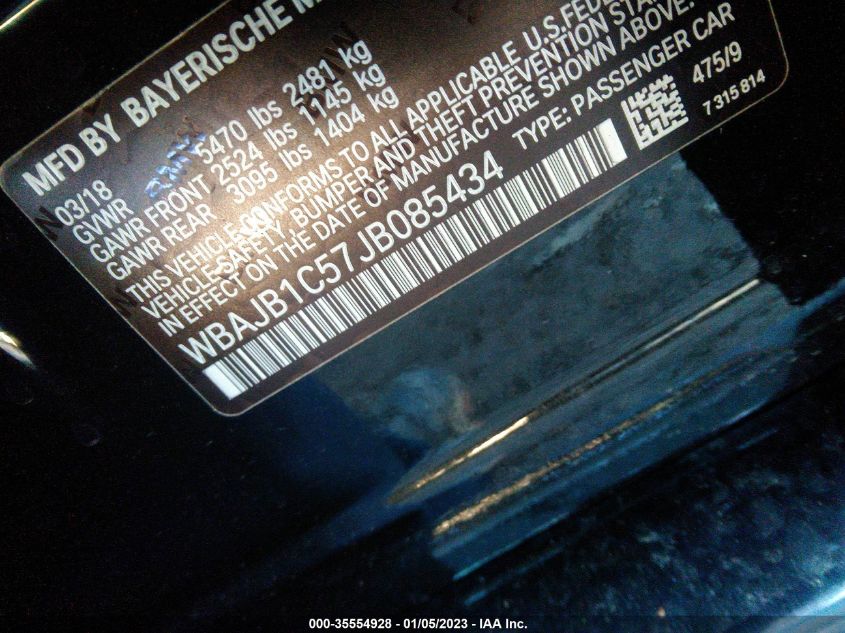 MFD BY BAYERISCHE M
03/18
GVWR 5470 lbs 2481 kg
GAWR FRONT 2524 lbs 1145 kg
GAWR REAR 3095 lbs 1404 kg
THIS VEHICLE CONFORMS TO ALL APPLICABLE U.S.FED
VEHICLE SAFETY, BUMPER AND THEFT PREVENTION STA
IN EFFECT ON THE DATE OF MANUFACTURE SHOWN ABOVE.
WBAJB1C57JB085434 TYPE: PASSENGER CAR
475/9
7 315 814
000-35554928 - 01/05/2023 - IAA Inc.